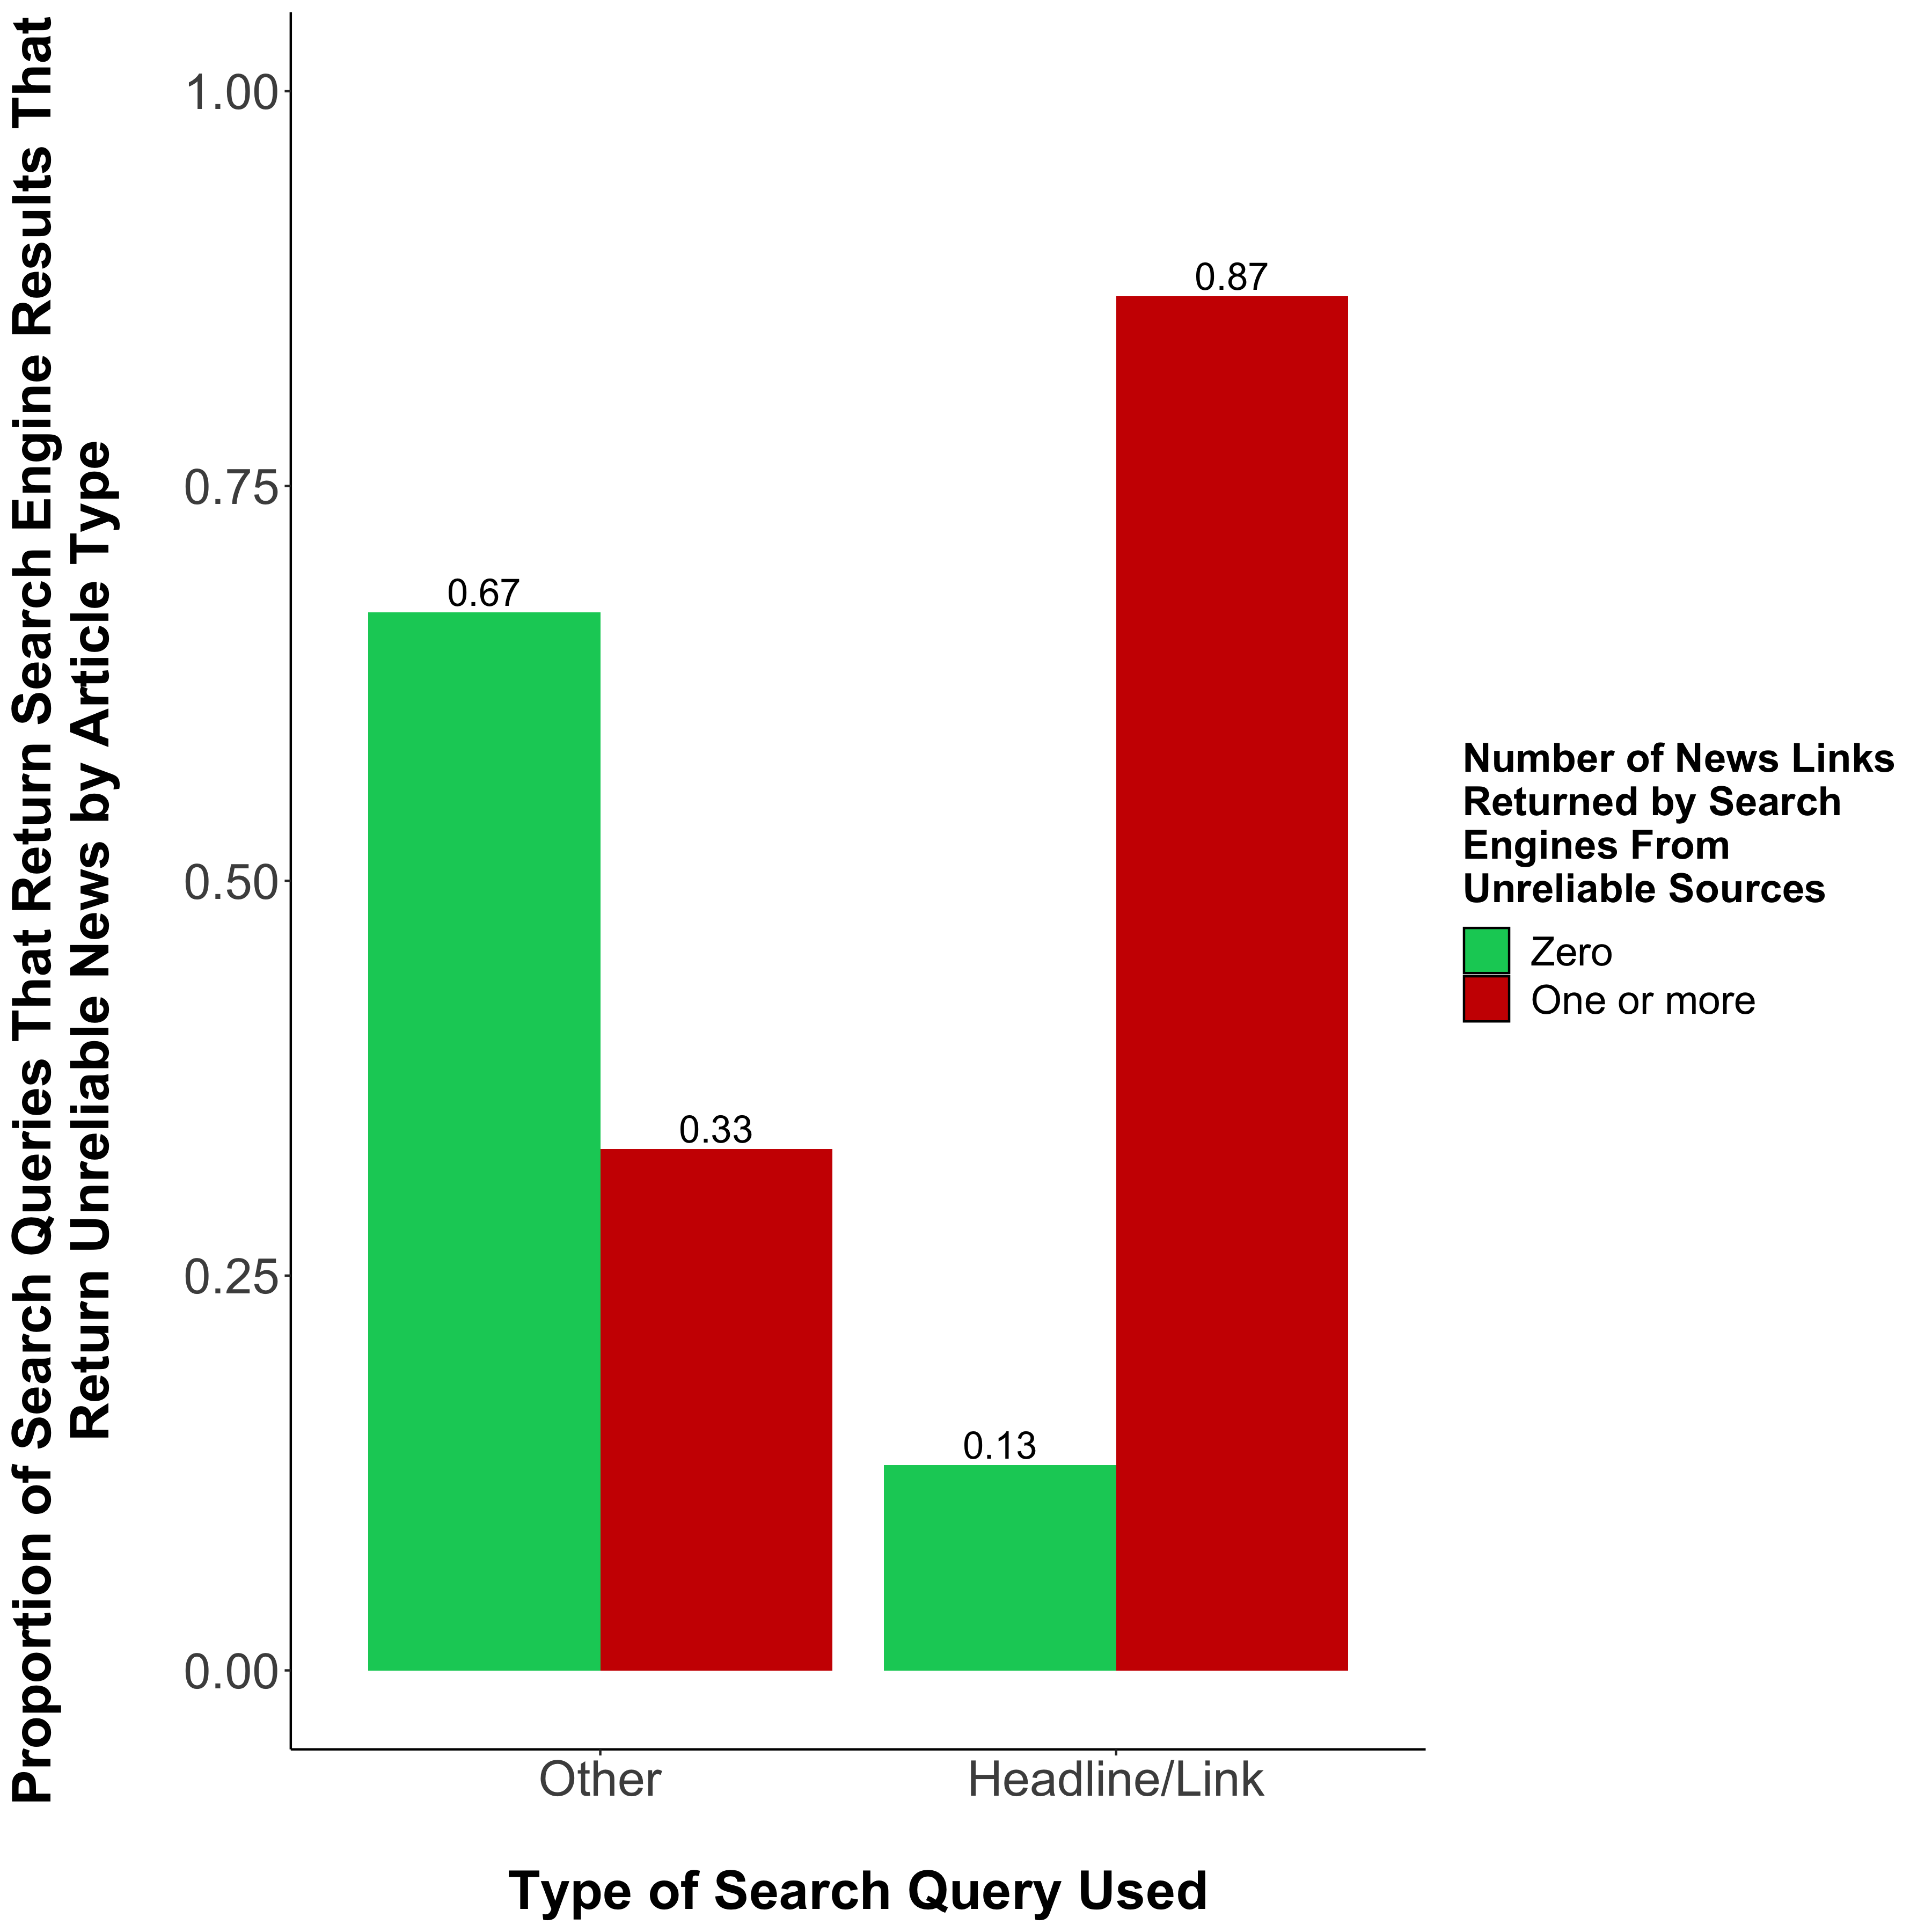 Proportion of Search Queries That Return Search Engine Results That
Return Unreliable News by Article Type
1.00
0.75
0.50
0.25
0.00
0.67
0.33
0.13
0.87
Other
Headline/Link
Type of Search Query Used
Number of News Links
Returned by Search
Engines From
Unreliable Sources
Zero
One or more